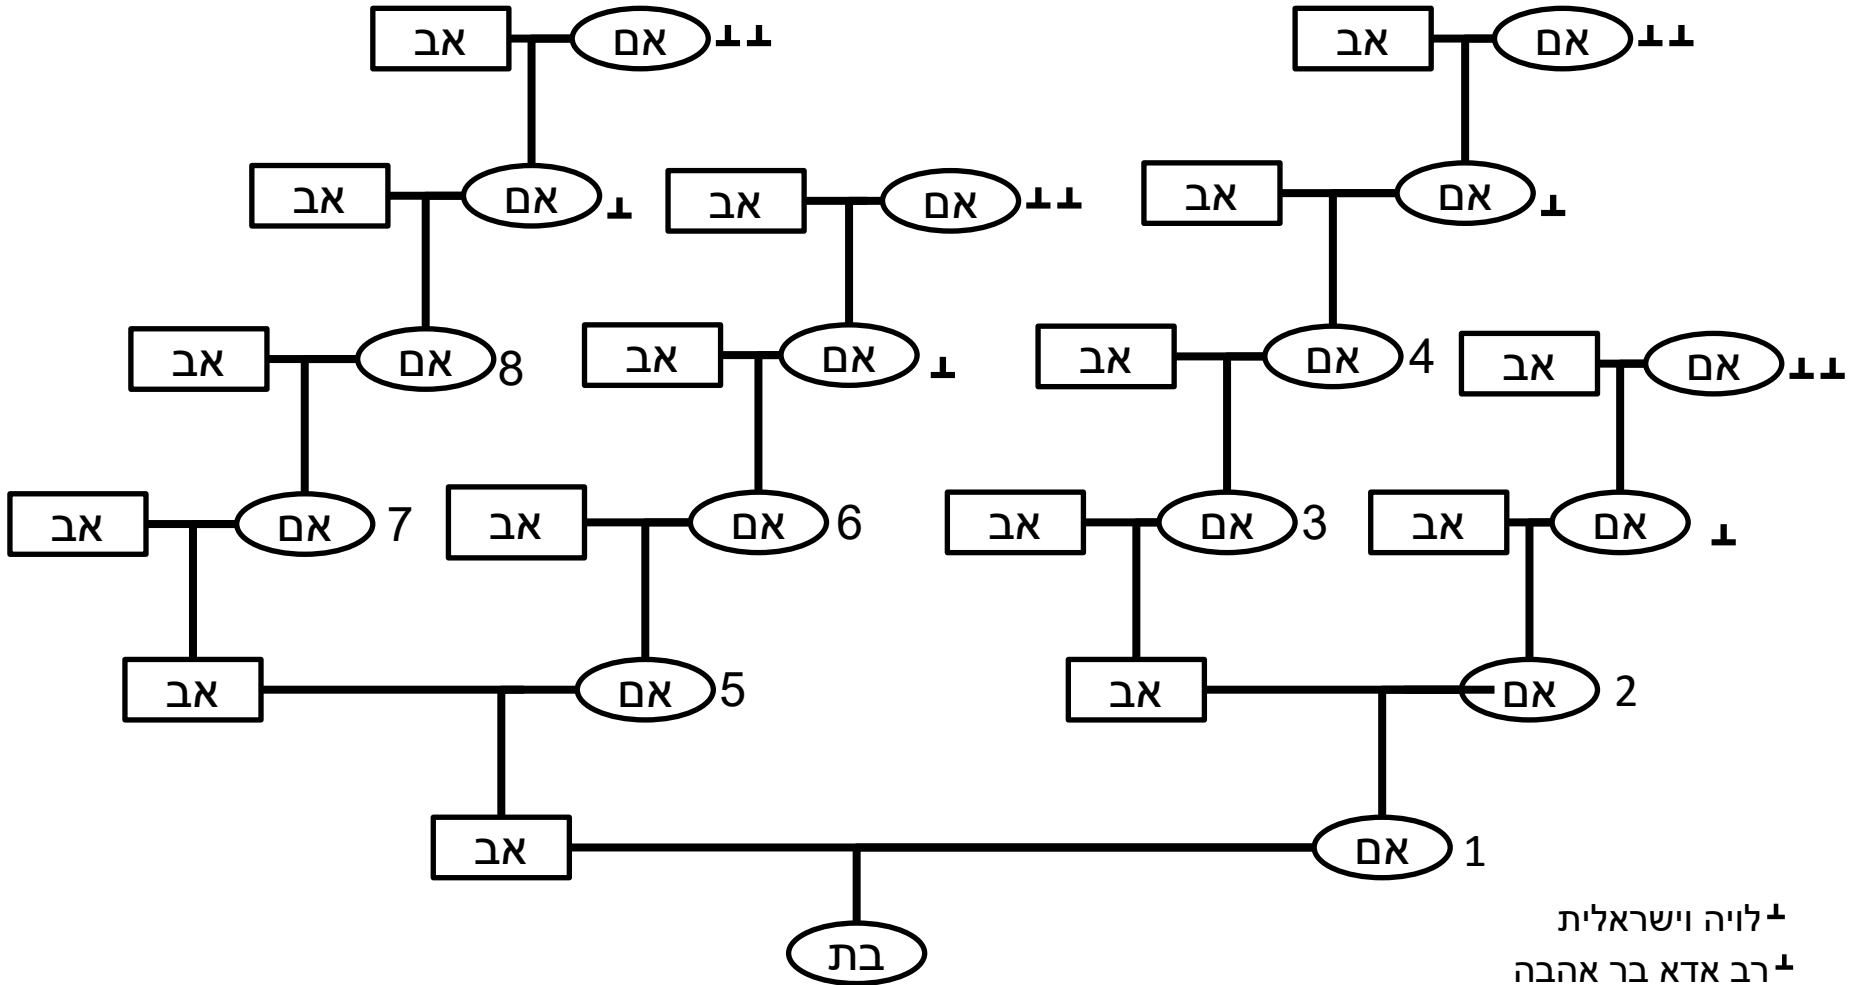 ┻┻ אם אב ┻┻ אם אב
┻ אם אב ┻┻ אם אב ┻ אם אב
┻┻ אם אב 4 אם אב ┻ אם אב 8 אם אב
┻ אם אב 3 אם אב 6 אם אב 7 אם אב
2 אם אב 5 אם אב
1 אם אב
בת
┻ לויה וישראלית
┻ רב אדא בר אהבה